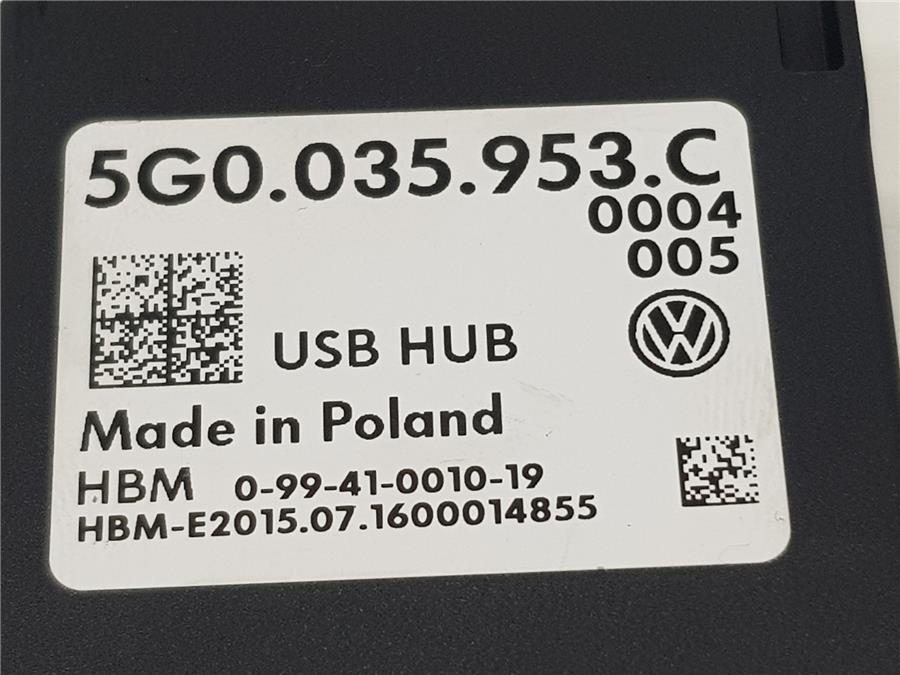 5G0.035.953.C
0004
005
USB HUB
Made in Poland
HBM 0-99-41-0010-19
HBM-E2015.07.1600014855